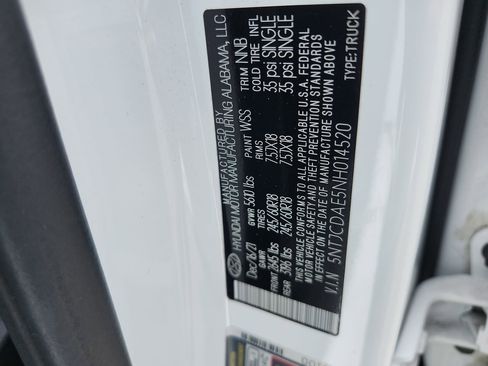 MANUFACTURED BY
HYUNDAI MOTOR MANUFACTURING ALABAMA, LLC
Dec/16/21 GVWR 5610 lbs PAINT WSS TRIM NNB
GAWR TIRES RIMS COLD TIRE INFL
FRONT 2845 lbs 245/60R18 7.5JX18 35 psi SINGLE
REAR 3196 lbs 245/60R18 7.5JX18 35 psi SINGLE
THIS VEHICLE CONFORMS TO ALL APPLICABLE U.S.A. FEDERAL
MOTOR VEHICLE SAFETY AND THEFT PREVENTION STANDARDS
IN EFFECT ON THE DATE OF MANUFACTURE SHOWN ABOVE
V.I.N 5NTJCDAE5NH014520 TYPE:TRUCK